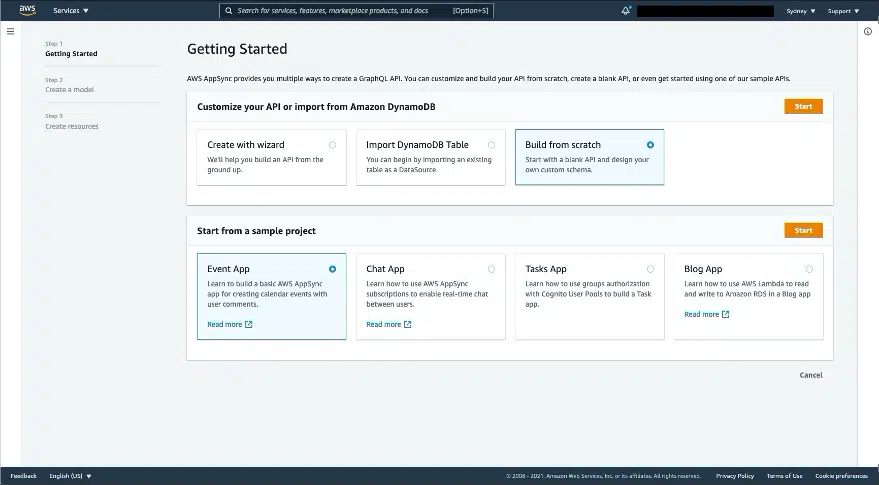 aws
Services
Search for services, features, marketplace products, and docs [Option+S]
Sydney
Support
Step 1
Getting Started
Step 2
Create a model
Step 3
Create resources
Getting Started
AWS AppSync provides you multiple ways to create a GraphQL API. You can customize and build your API from scratch, create a blank API, or even get started using one of our sample APIs.
Customize your API or import from Amazon DynamoDB
Start
Create with wizard
We'll help you build an API from the
ground up.
Import DynamoDB Table
You can begin by importing an existing
table as a DataSource.
Build from scratch
Start with a blank API and design your
own custom schema.
Start from a sample project
Start
Event App
Learn to build a basic AWS AppSync
app for creating calendar events with
user comments.
Read more
Chat App
Learn how to use AWS AppSync
subscriptions to enable real-time chat
between users.
Read more
Tasks App
Learn how to use groups authorization
with Cognito User Pools to build a Task
app.
Blog App
Learn how to use AWS Lambda to read
and write to Amazon RDS in a Blog app
Read more
Cancel
Feedback
English (US)
© 2008 - 2021, Amazon Web Services, Inc. or its affiliates. All rights reserved.
Privacy Policy
Terms of Use
Cookie preferences